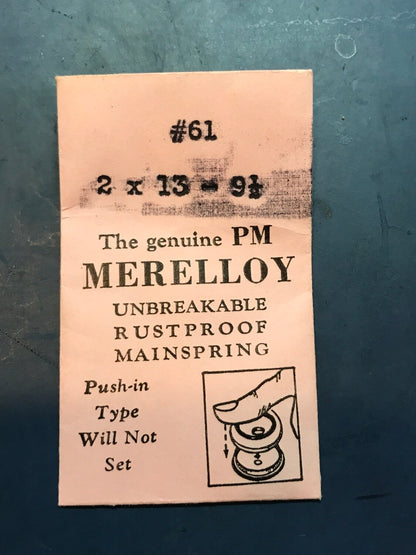 #61
2 x 13 - 9½
The genuine PM
MERELLOY
UNBREAKABLE
RUSTPROOF
MAINSPRING
Push-in
Type
Will Not
Set